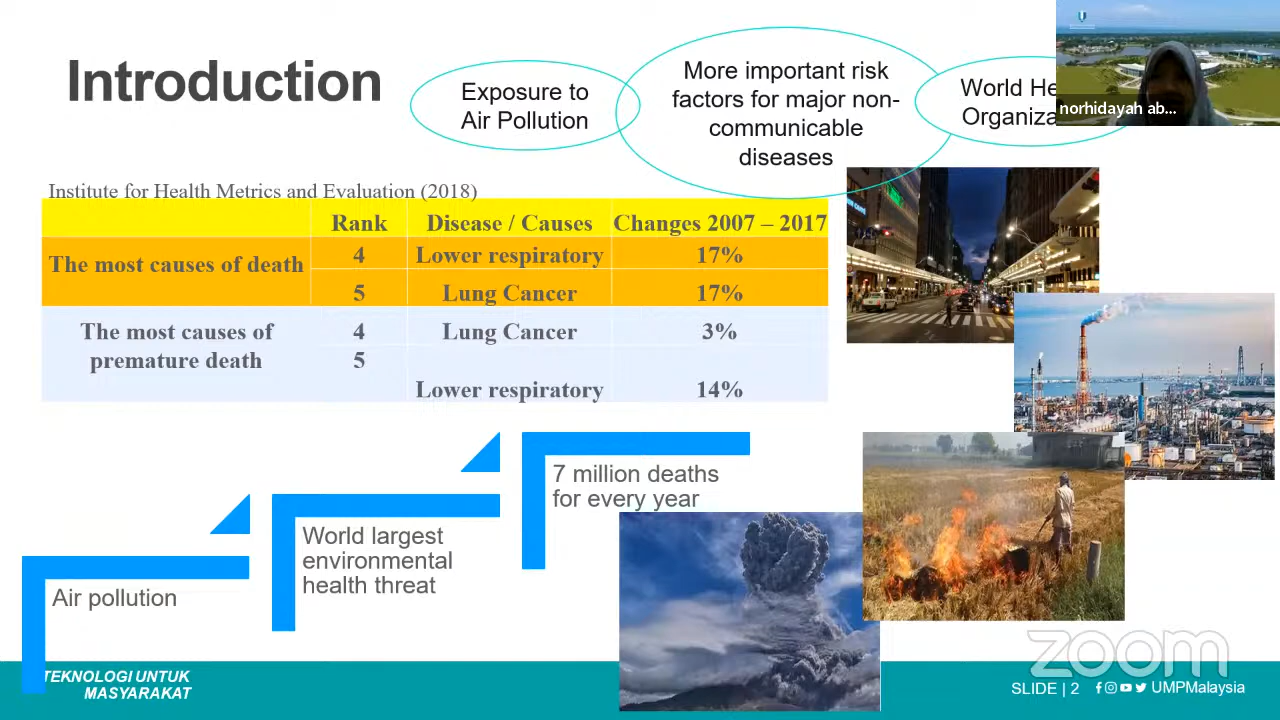 Introduction
Exposure to
Air Pollution
More important risk
factors for major non-
communicable
diseases
World He
Organiza
norhidayah ab...
Institute for Health Metrics and Evaluation (2018)
Rank Disease / Causes Changes 2007 – 2017
The most causes of death
4 Lower respiratory 17%
5 Lung Cancer 17%
The most causes of
premature death
4 Lung Cancer 3%
5
Lower respiratory 14%
Air pollution
World largest
environmental
health threat
7 million deaths
for every year
TEKNOLOGI UNTUK
MASYARAKAT
zoom
SLIDE | 2
UMPMalaysia